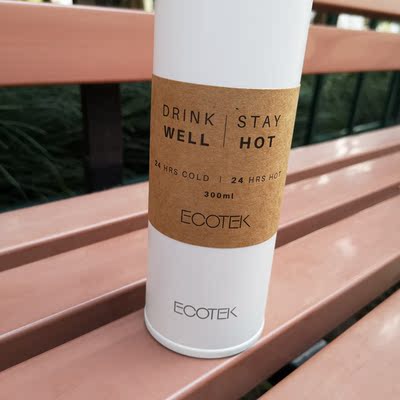 DRINK | STAY
WELL | HOT
24 HRS COLD | 24 HRS HOT
300ml
ECOTEK
ECOTEK